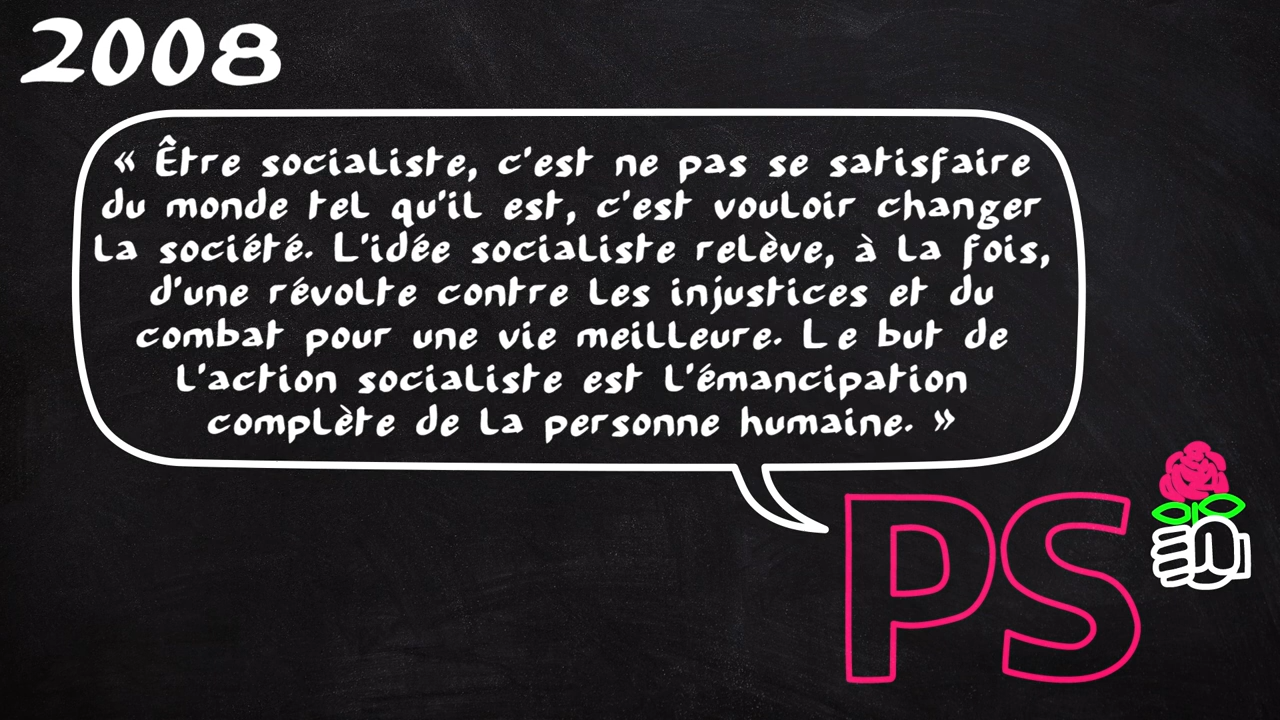 2008
« Être socialiste, c'est ne pas se satisfaire
du monde tel qu'il est, c'est vouloir changer
la société. L'idée socialiste relève, à la fois,
d'une révolte contre les injustices et du
combat pour une vie meilleure. Le but de
l'action socialiste est l'émancipation
complète de la personne humaine. »
PS